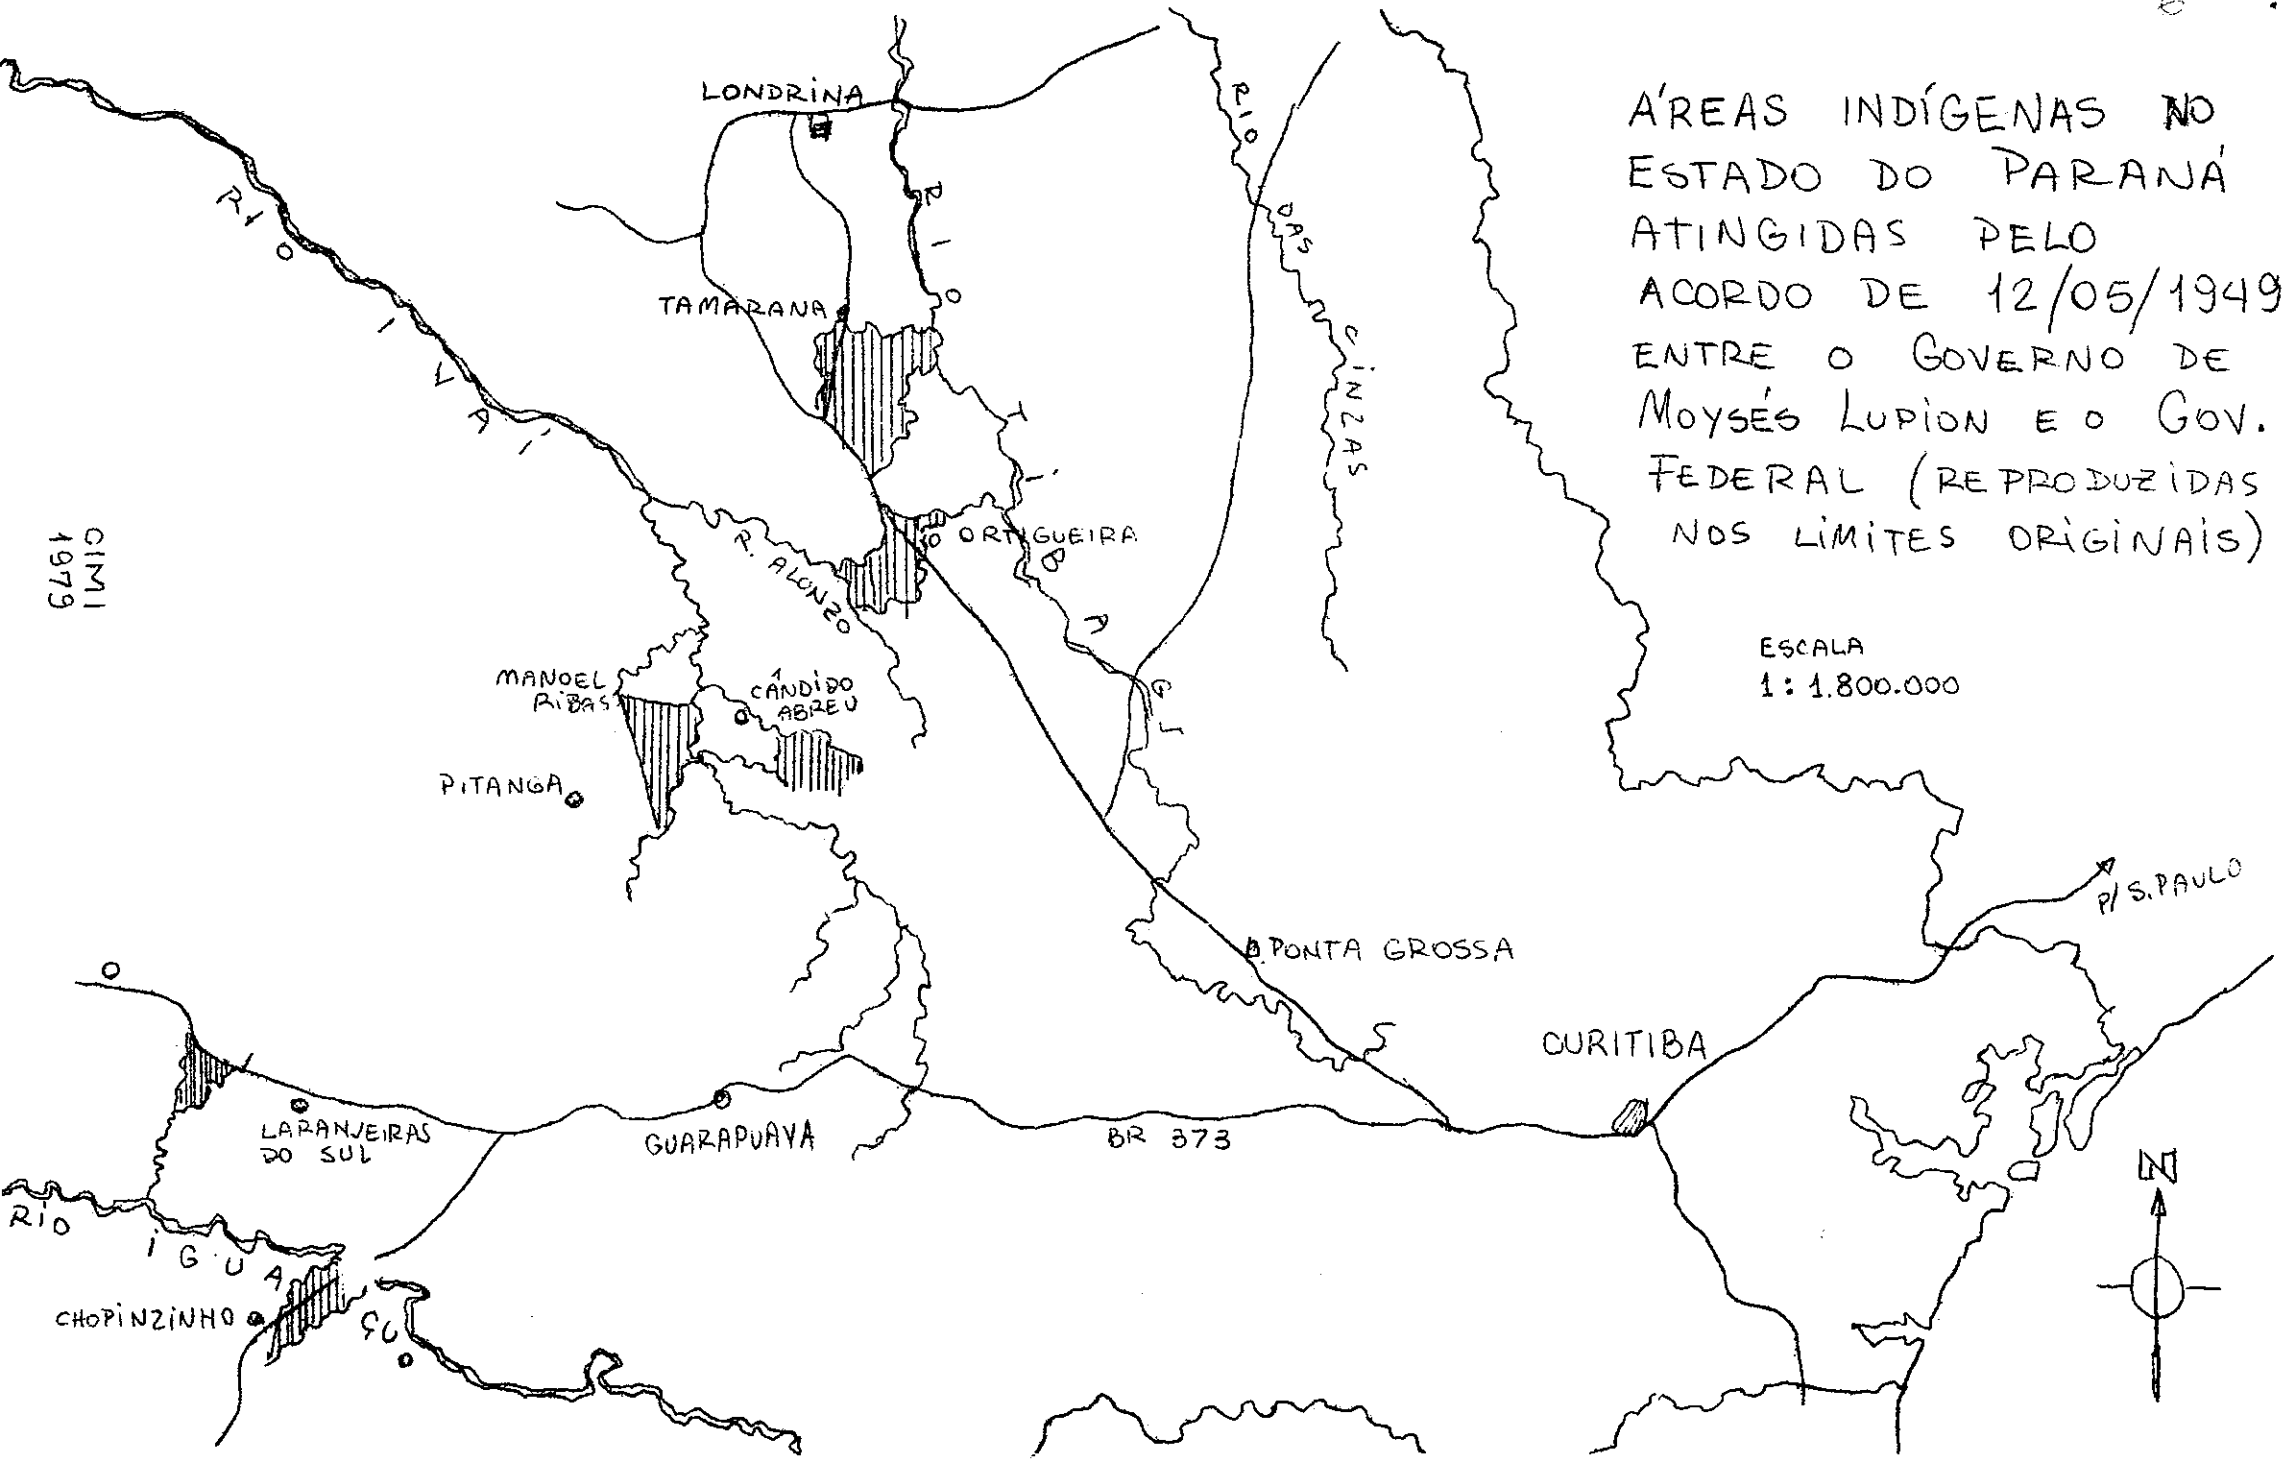 ÁREAS INDÍGENAS NO
ESTADO DO PARANÁ
ATINGIDAS PELO
ACORDO DE 12/05/1949
ENTRE O GOVERNO DE
MOYSÉS LUPION E O GOV.
FEDERAL (REPRODUZIDAS
NOS LIMITES ORIGINAIS)
ESCALA
1:1.800.000
LONDRINA
TAMARANA
RIO IVAÍ
RIO TIBAGI
RIO DAS CINZAS
ORTIGUEIRA
R. ALONZO
CIMI
1979
MANOEL
RIBAS
CÂNDIDO
ABREU
PITANGA
PONTA GROSSA
P/ S.PAULO
CURITIBA
LARANJEIRAS
DO SUL
GUARAPUAVA
BR 373
RIO IGUAÇU
CHOPINZINHO
N